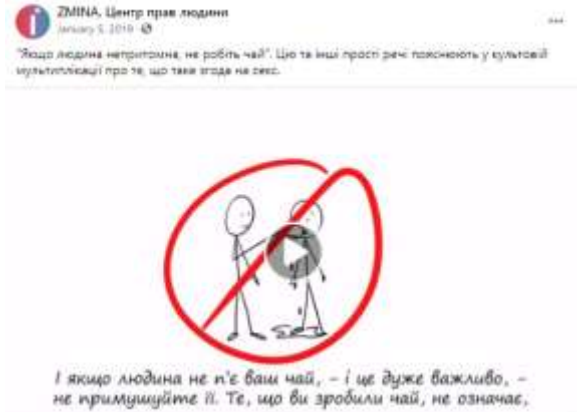 ZMINA, Центр прав людини
January 5, 2019
"Якщо людина непритомна, не робіть чай". Цю та інші прості речі пояснюють у культовій
мультиплікації про те, що таке згода на секс.
І якщо людина не п'є ваш чай, – і це дуже важливо, –
не примушуйте її. Те, що ви зробили чай, не означає,